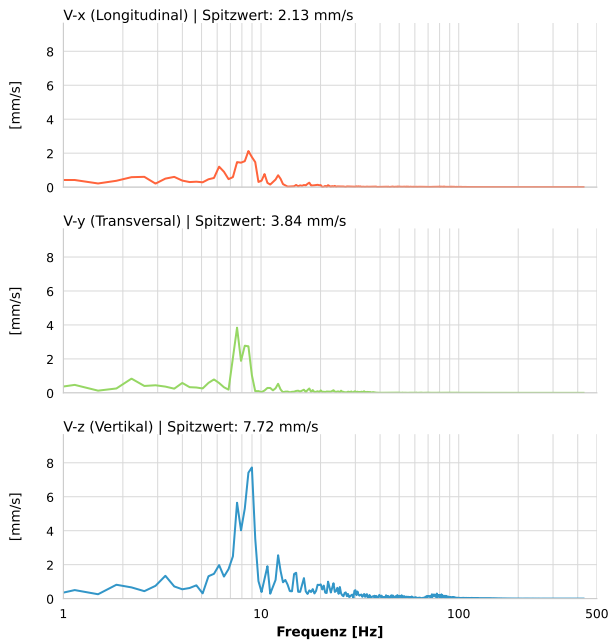 V-x (Longitudinal) | Spitzwert: 2.13 mm/s
8
6
4
2
0
[mm/s]
V-y (Transversal) | Spitzwert: 3.84 mm/s
8
6
4
2
0
[mm/s]
V-z (Vertikal) | Spitzwert: 7.72 mm/s
8
6
4
2
0
[mm/s]
1 10 100 500
Frequenz [Hz]